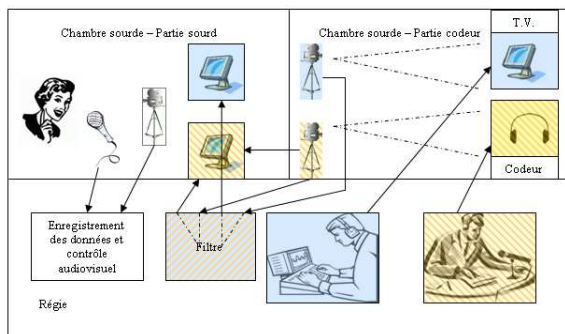 Chambre sourde – Partie sourd
Chambre sourde – Partie codeur
T.V.
Codeur
Enregistrement
des données et
contrôle
audiovisuel
Filtre
Régie